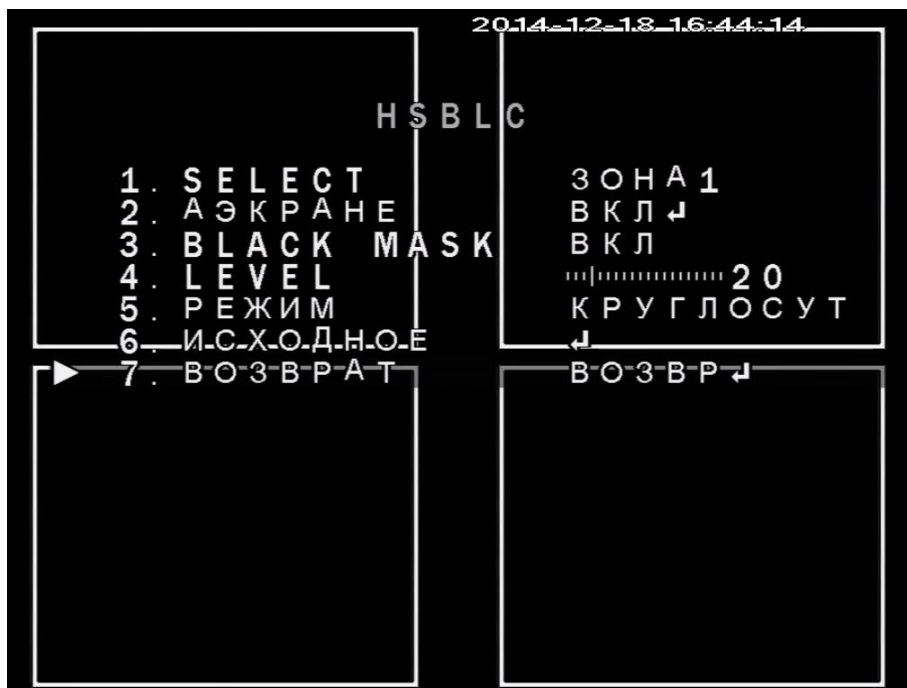 2014-12-18 16:44:14
HSBLC
1. SELECT ЗОНА1
2. АЭКРАНЕ ВКЛ↲
3. BLACK MASK ВКЛ
4. LEVEL 20
5. РЕЖИМ КРУГЛОСУТ
6. ИСХОДНОЕ ↲
7. ВОЗВРАТ ВОЗВР↲